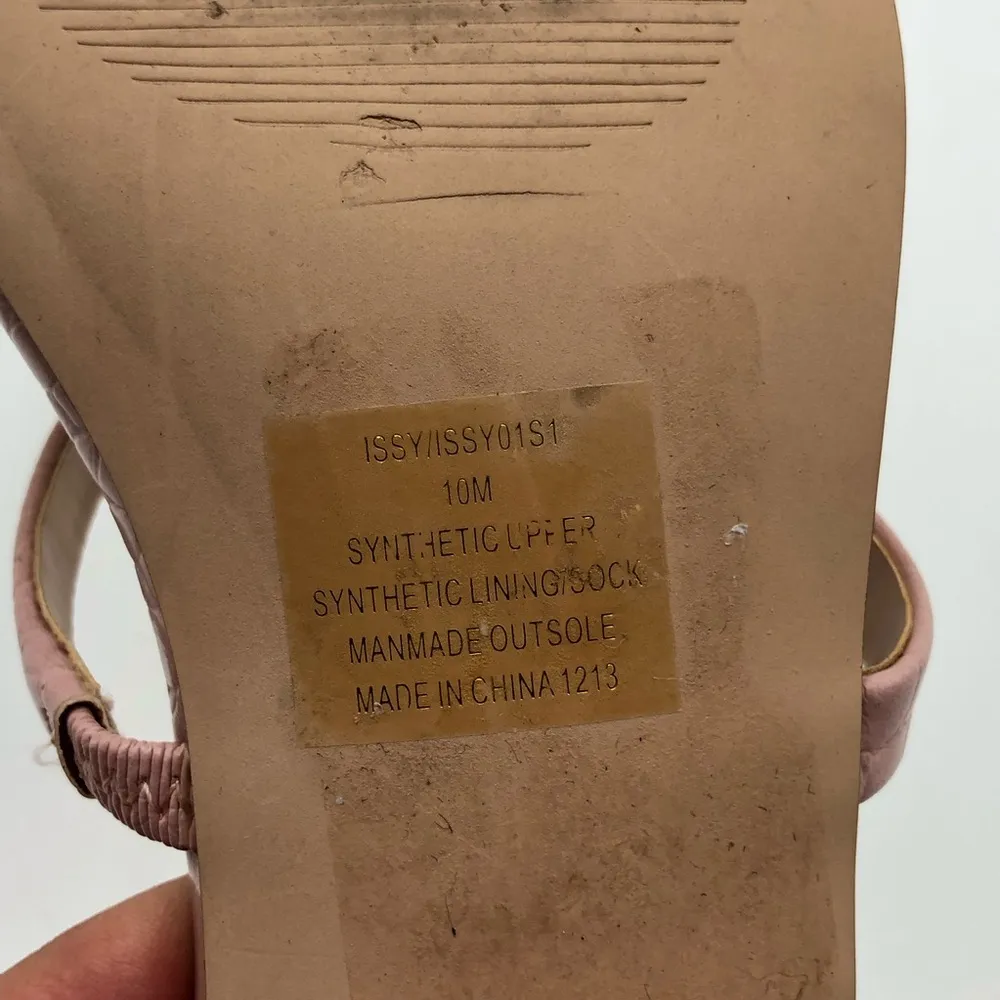 ISSY/ISSY01S1
10M
SYNTHETIC UPPER
SYNTHETIC LINING/SOCK
MANMADE OUTSOLE
MADE IN CHINA 1213